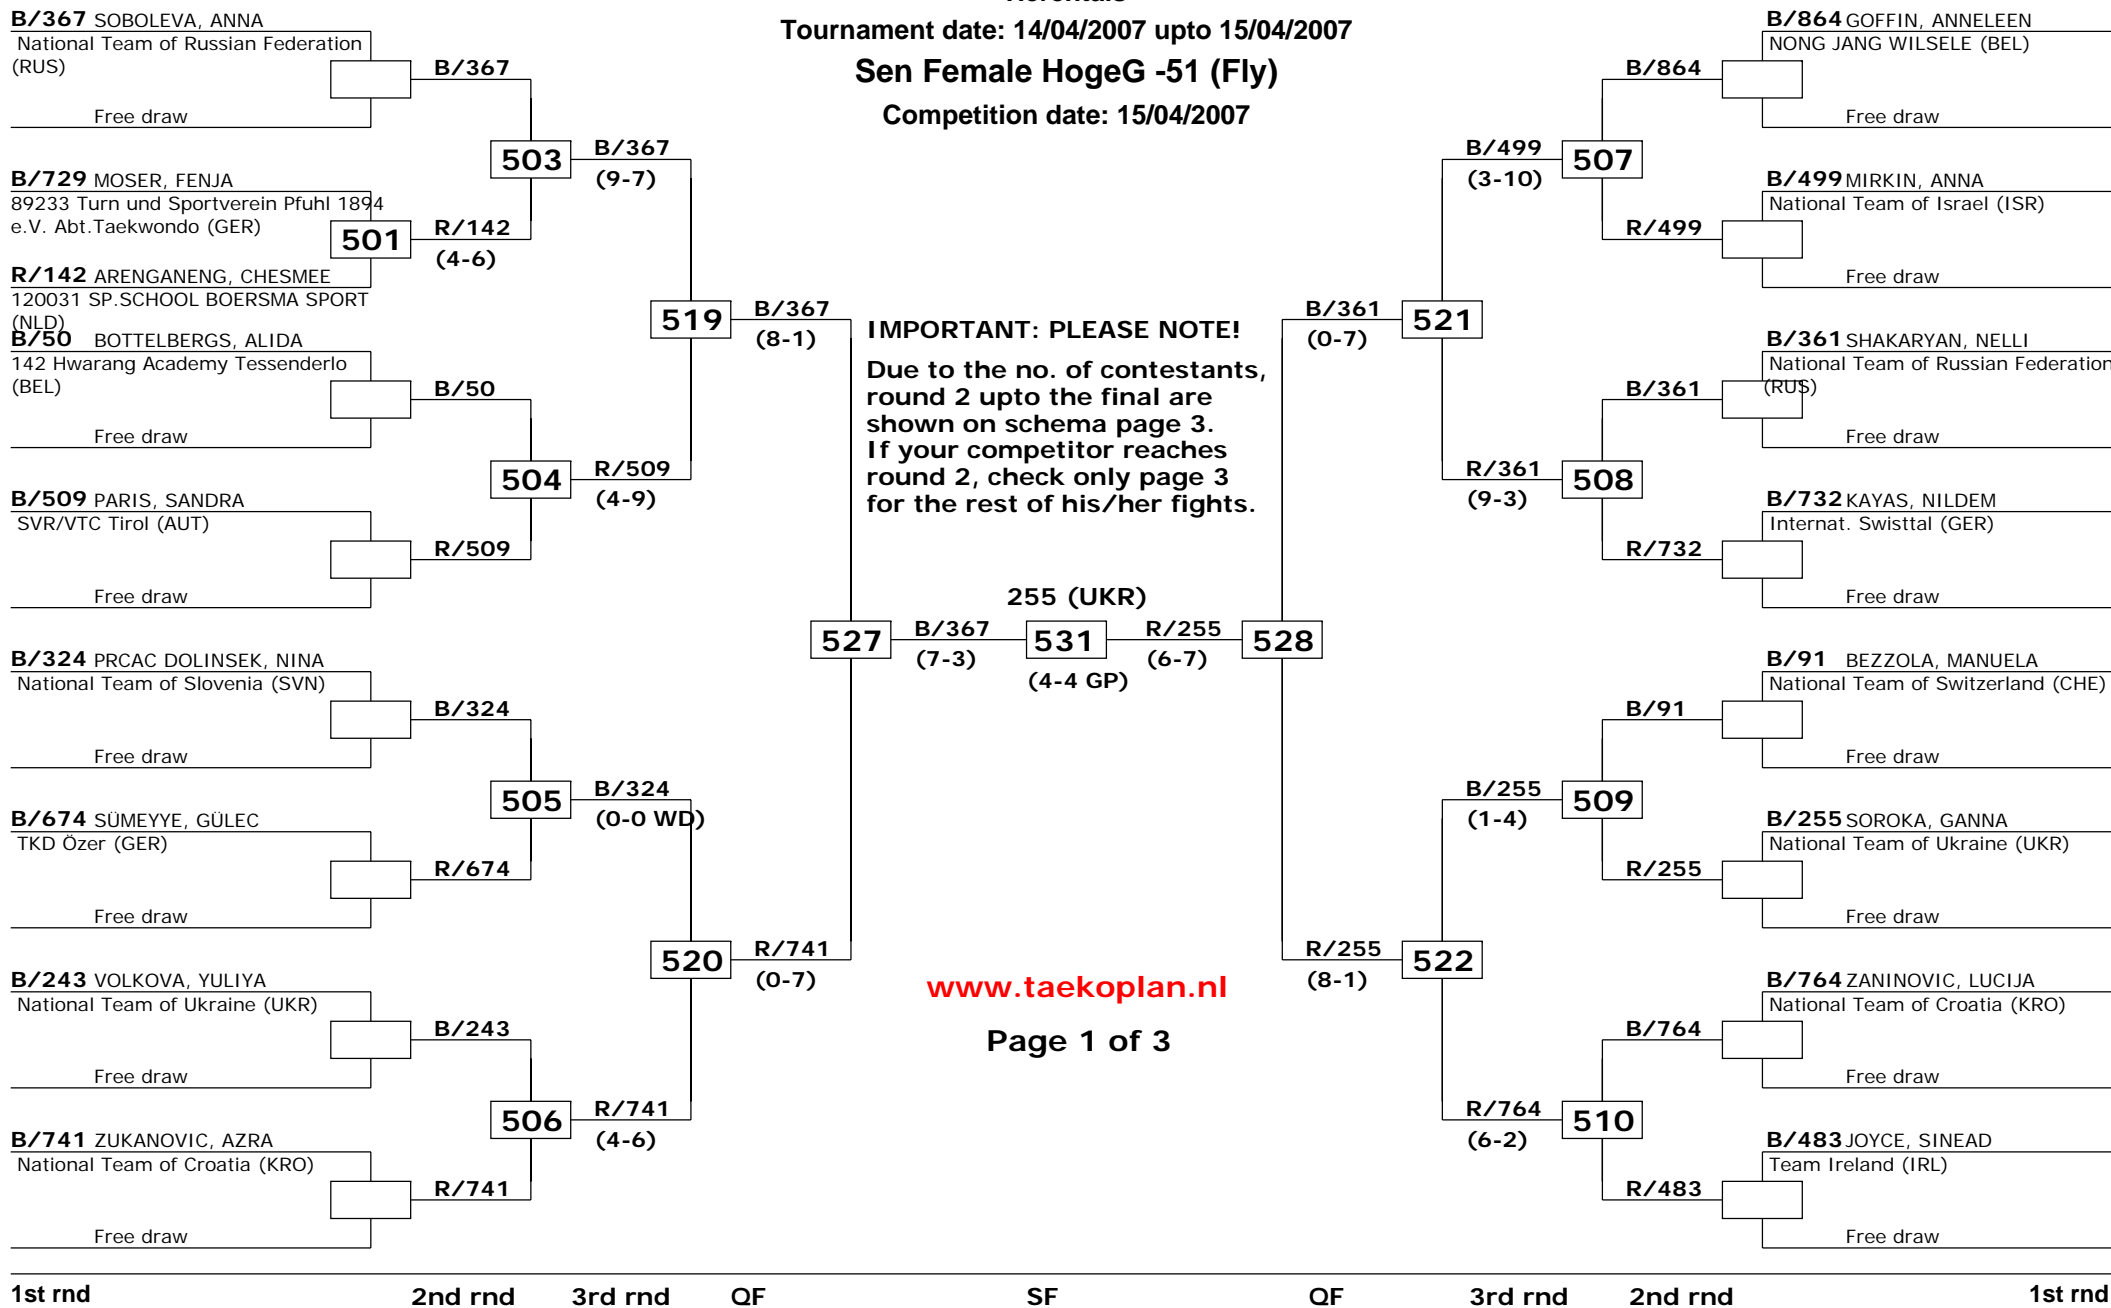 Tournament date: 14/04/2007 upto 15/04/2007
Sen Female HogeG -51 (Fly)
Competition date: 15/04/2007
B/367 SOBOLEVA, ANNA
National Team of Russian Federation
(RUS)
Free draw
B/729 MOSER, FENJA
89233 Turn und Sportverein Pfuhl 1894
e.V. Abt.Taekwondo (GER)
R/142 ARENGANENG, CHESMEE
120031 SP.SCHOOL BOERSMA SPORT
(NLD)
B/50 BOTTELBERGS, ALIDA
142 Hwarang Academy Tessenderlo
(BEL)
Free draw
B/509 PARIS, SANDRA
SVR/VTC Tirol (AUT)
Free draw
B/324 PRCAC DOLINSEK, NINA
National Team of Slovenia (SVN)
Free draw
B/674 SÜMEYYE, GÜLEC
TKD Özer (GER)
Free draw
B/243 VOLKOVA, YULIYA
National Team of Ukraine (UKR)
Free draw
B/741 ZUKANOVIC, AZRA
National Team of Croatia (KRO)
Free draw
501
B/367
R/142
(4-6)
B/50
R/509
B/324
R/674
B/243
R/741
503
504
505
506
B/367
(9-7)
R/509
(4-9)
B/324
(0-0 WD)
R/741
(4-6)
519
520
B/367
(8-1)
R/741
(0-7)
IMPORTANT: PLEASE NOTE!
Due to the no. of contestants,
round 2 upto the final are
shown on schema page 3.
If your competitor reaches
round 2, check only page 3
for the rest of his/her fights.
255 (UKR)
527
B/367
(7-3)
531
(4-4 GP)
R/255
(6-7)
528
www.taekoplan.nl
Page 1 of 3
B/361
(0-7)
R/255
(8-1)
521
522
B/499
(3-10)
R/361
(9-3)
B/255
(1-4)
R/764
(6-2)
507
508
509
510
B/864
R/499
B/361
R/732
B/91
R/255
B/764
R/483
B/864 GOFFIN, ANNELEEN
NONG JANG WILSELE (BEL)
Free draw
B/499 MIRKIN, ANNA
National Team of Israel (ISR)
Free draw
B/361 SHAKARYAN, NELLI
National Team of Russian Federation
(RUS)
Free draw
B/732 KAYAS, NILDEM
Internat. Swisttal (GER)
Free draw
B/91 BEZZOLA, MANUELA
National Team of Switzerland (CHE)
Free draw
B/255 SOROKA, GANNA
National Team of Ukraine (UKR)
Free draw
B/764 ZANINOVIC, LUCIJA
National Team of Croatia (KRO)
Free draw
B/483 JOYCE, SINEAD
Team Ireland (IRL)
Free draw
1st rnd 2nd rnd 3rd rnd QF SF QF 3rd rnd 2nd rnd 1st rnd